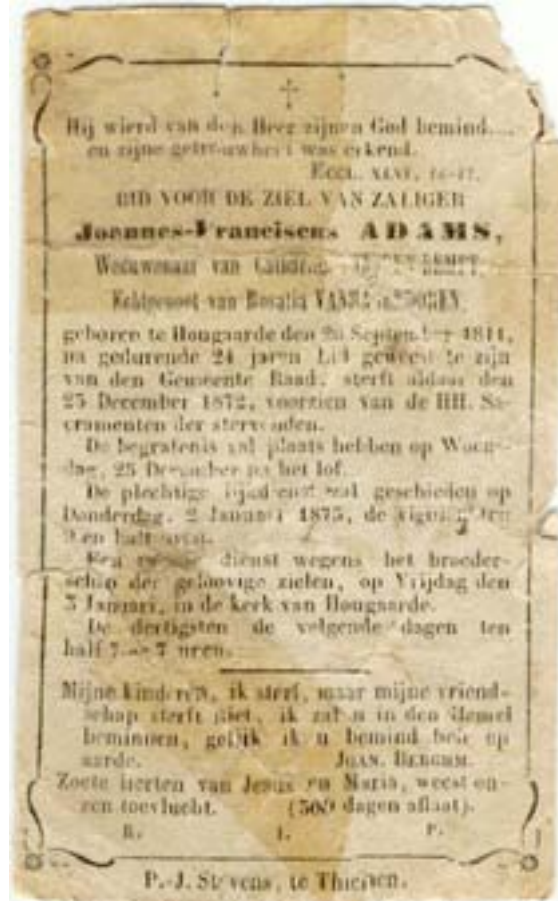 †
Hij wierd van den Heer zijnen God bemind....
en zijne getrouwheid was erkend.
ECCL. XLVI, 16-17.
BID VOOR DE ZIEL VAN ZALIGER
Joannes-Franciscus ADAMS,
Weduwenaar van
Echtgenoot van Rosalia
geboren te Hougaarde den 20 September 1811,
na gedurende 24 jaren Lid geweest te zijn
van den Gemeente Raad, sterft aldaar den
23 December 1872, voorzien van de HH. Sa-
cramenten der stervenden.
De begrafenis zal plaats hebben op Woens-
dag, 25 December na het lof.
De plechtige lijkdienst zal geschieden op
Donderdag, 2 Januari 1873, de
9 en half uren.
Een dienst wegens het broeder-
schap der geloovige zielen, op Vrijdag den
3 Januari, in de kerk van Hougaarde.
De dertigsten de volgende dagen ten
half 7 7 uren.
Mijne kinderen, ik sterf, maar mijne vriend-
schap sterft niet, ik zal u in den Hemel
beminnen, gelijk ik u bemind heb op
aarde. JOAN. BERCHM.
Zoete herten van Jesus en Maria, weest on-
zen toevlucht. (300 dagen aflaat).
R. I. P.
P.-J. Stevens, te Thienen.